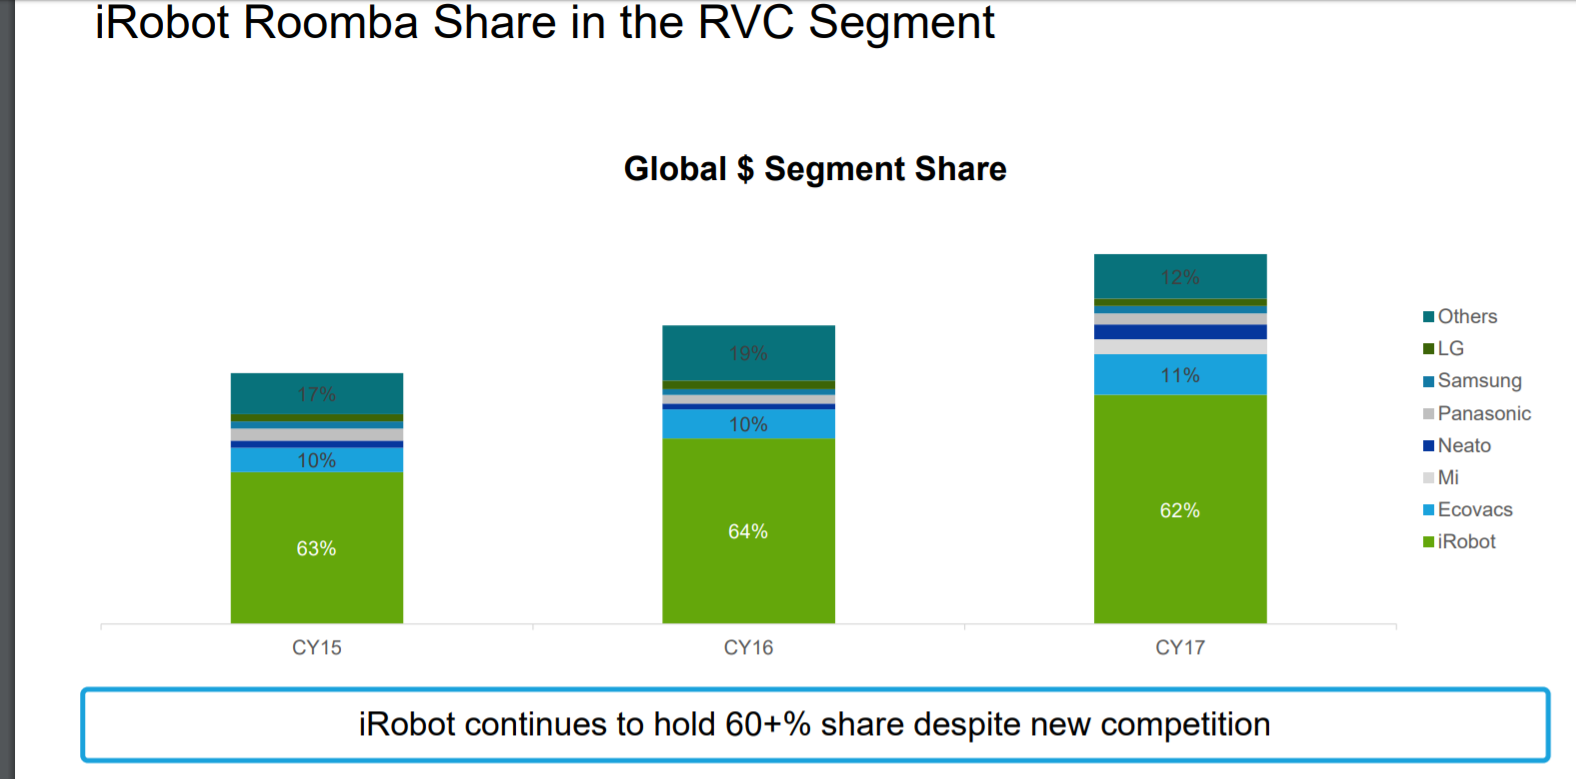 iRobot Roomba Share in the RVC Segment
Global $ Segment Share
17%
10%
63%
19%
10%
64%
12%
11%
62%
CY15
CY16
CY17
Others
LG
Samsung
Panasonic
Neato
Mi
Ecovacs
iRobot
iRobot continues to hold 60+% share despite new competition